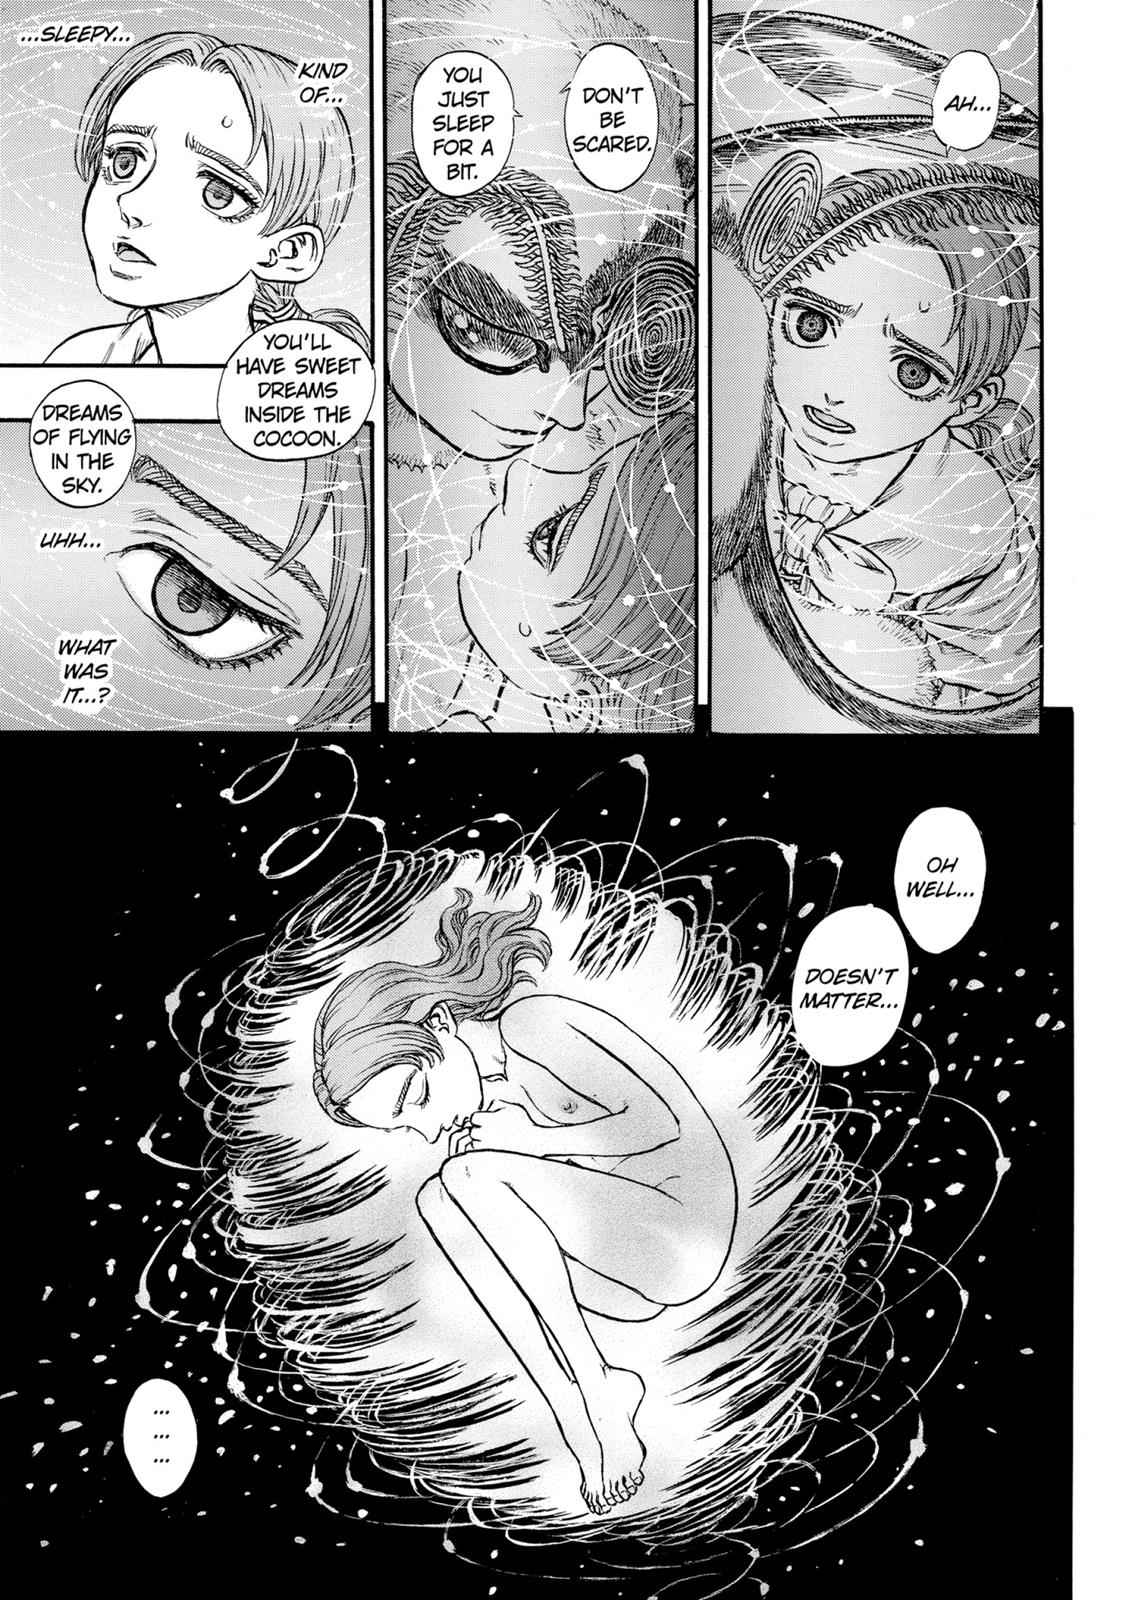 AH...
DON'T
BE
SCARED.
YOU
JUST
SLEEP
FOR A
BIT.
KIND
OF...
...SLEEPY...
YOU'LL
HAVE SWEET
DREAMS
INSIDE THE
COCOON.
DREAMS
OF FLYING
IN THE
SKY.
UHH...
WHAT
WAS
IT...?
OH
WELL...
DOESN'T
MATTER...
...
...
...